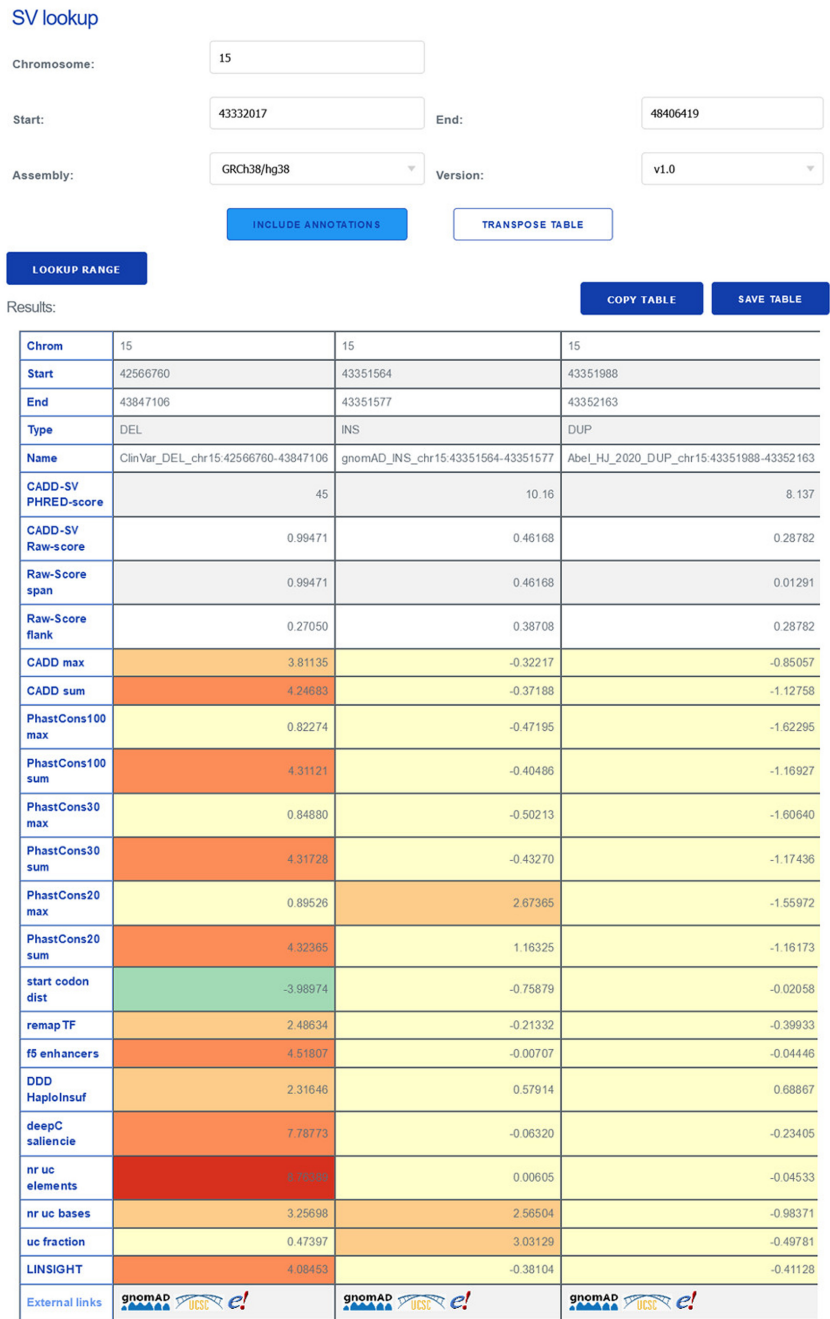 SV lookup
Chromosome: 15
Start: 43332017 End: 48406419
Assembly: GRCh38/hg38 Version: v1.0
INCLUDE ANNOTATIONS TRANSPOSE TABLE
LOOKUP RANGE
COPY TABLE SAVE TABLE
Results:
Chrom 15 15 15
Start 42566760 43351564 43351988
End 43847106 43351577 43352163
Type DEL INS DUP
Name ClinVar_DEL_chr15:42566760-43847106 gnomAD_INS_chr15:43351564-43351577 Abel_HJ_2020_DUP_chr15:43351988-43352163
CADD-SV
PHRED-score 45 10.16 8.137
CADD-SV
Raw-score 0.99471 0.46168 0.28782
Raw-Score
span 0.99471 0.46168 0.01291
Raw-Score
flank 0.27050 0.38708 0.28782
CADD max 3.81135 -0.32217 -0.85057
CADD sum 4.24683 -0.37188 -1.12758
PhastCons100
max 0.82274 -0.47195 -1.62295
PhastCons100
sum 4.31121 -0.40486 -1.16927
PhastCons30
max 0.84880 -0.50213 -1.60640
PhastCons30
sum 4.31728 -0.43270 -1.17436
PhastCons20
max 0.89526 2.67365 -1.55972
PhastCons20
sum 4.32365 1.16325 -1.16173
start codon
dist -3.98974 -0.75879 -0.02058
remap TF 2.48634 -0.21332 -0.39933
f5 enhancers 4.51807 -0.00707 -0.04446
DDD
HaploInsuf 2.31646 0.57914 0.68867
deepC
saliencie 7.78773 -0.06320 -0.23405
nr uc
elements 0.00605 -0.04533
nr uc bases 3.25698 2.56504 -0.98371
uc fraction 0.47397 3.03129 -0.49781
LINSIGHT 4.08453 -0.38104 -0.41128
External links gnomAD UCSC e! gnomAD UCSC e! gnomAD UCSC e!